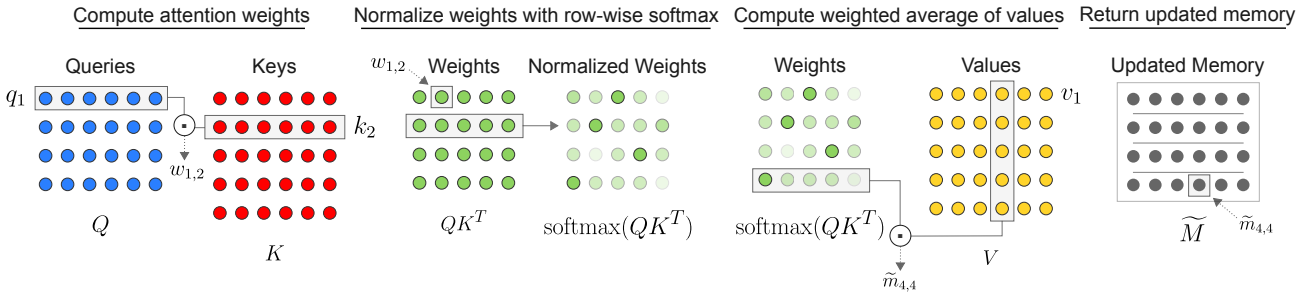 Compute attention weights
Normalize weights with row-wise softmax
Compute weighted average of values
Return updated memory
Queries
Keys
q_1
k_2
w_{1,2}
Q
K
w_{1,2}
Weights
Normalized Weights
QK^T
softmax(QK^T)
Weights
Values
v_1
softmax(QK^T)
V
\widetilde{m}_{4,4}
Updated Memory
\widetilde{M}
\widetilde{m}_{4,4}